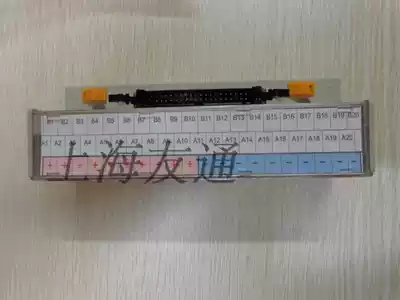 B1 B2 B3 B4 B5 B6 B7 B8 B9 B10 B11 B12 B13 B14 B15 B16 B17 B18 B19 B20
A1 A2 A3 A4 A5 A6 A7 A8 A9 A10 A11 A12 A13 A14 A15 A16 A17 A18 A19 A20
+ + + + + + + + + + - - - - - - - - - -
上海友通